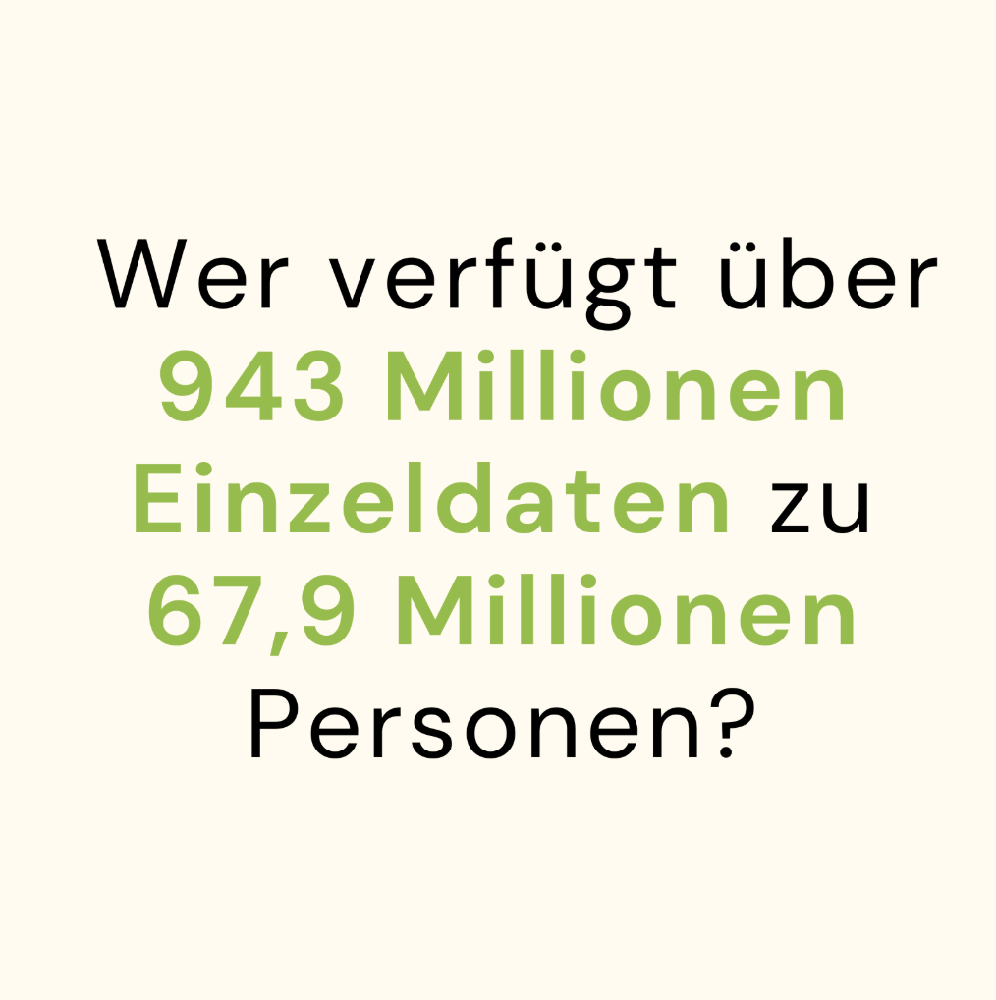 Wer verfügt über
943 Millionen
Einzeldaten zu
67,9 Millionen
Personen?